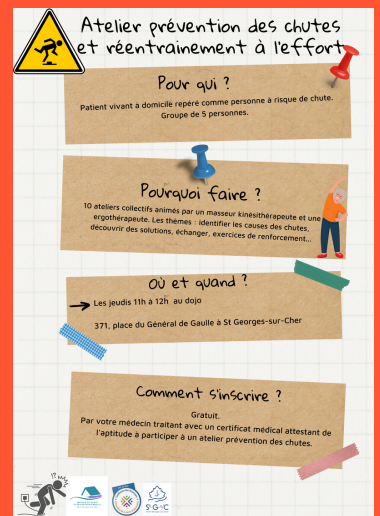 Atelier prévention des chutes
et réentrainement à l'effort
Pour qui ?
Patient vivant à domicile repéré comme personne à risque de chute.
Groupe de 5 personnes.
Pourquoi faire ?
10 ateliers collectifs animés par un masseur kinésithérapeute et une
ergothérapeute. Les thèmes : identifier les causes des chutes,
découvrir des solutions, échanger, exercices de renforcement...
Où et quand ?
Les jeudis 11h à 12h au dojo
371, place du Général de Gaulle à St Georges-sur-Cher
Comment s'inscrire ?
Gratuit.
Par votre médecin traitant avec un certificat médical attestant de
l'aptitude à participer à un atelier prévention des chutes.